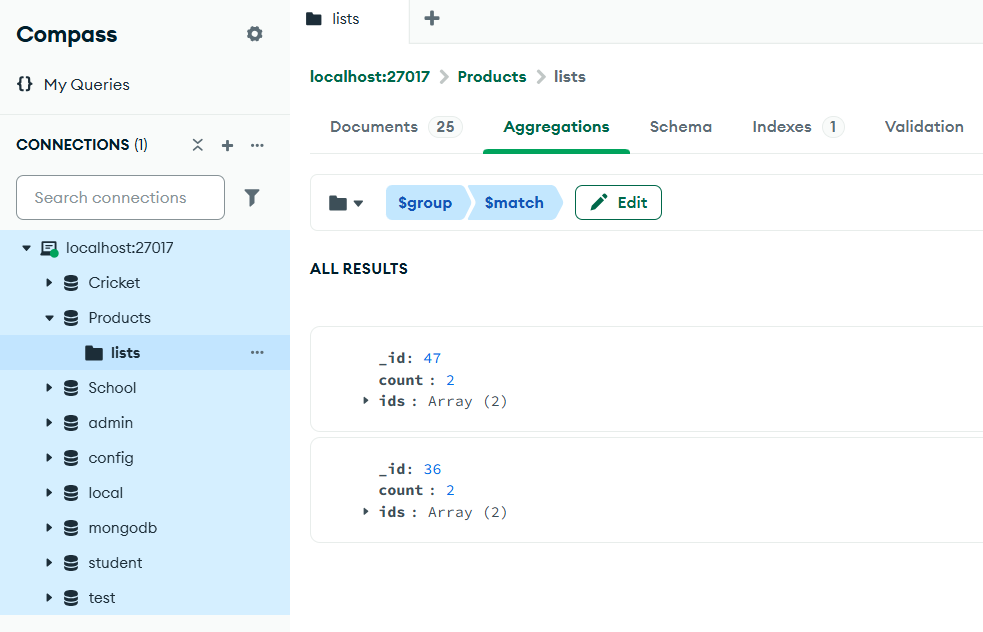 Compass
{} My Queries
CONNECTIONS (1)
Search connections
localhost:27017
Cricket
Products
lists
School
admin
config
local
mongodb
student
test
lists
localhost:27017 > Products > lists
Documents 25 Aggregations Schema Indexes 1 Validation
$group $match Edit
ALL RESULTS
_id: 47
count : 2
ids : Array (2)
_id: 36
count : 2
ids : Array (2)